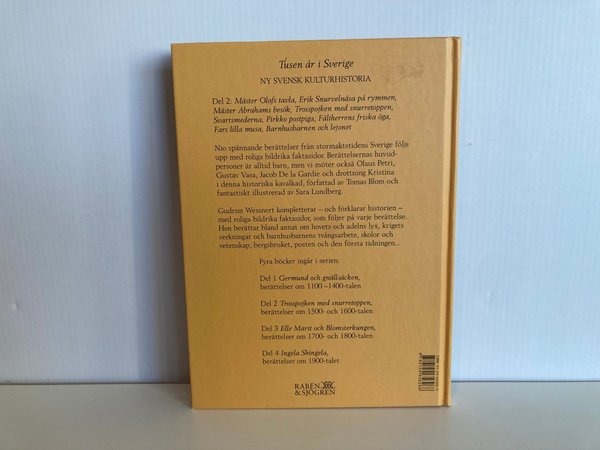 Tusen år i Sverige
NY SVENSK KULTURHISTORIA
Del 2: Mäster Olofs tavla, Erik Snurvelnäsa på rymmen,
Mäster Abrahams besök, Trosspojken med snurretoppen,
Svartsmederna, Pirkko postpiga, Fältherrens friska öga,
Fars lilla musa, Barnhusbarnen och lejonet
Nio spännande berättelser från stormaktstidens Sverige följs
upp med roliga bildrika faktasidor. Berättelsernas huvud-
personer är alltid barn, men vi möter också Olaus Petri,
Gustav Vasa, Jacob De la Gardie och drottning Kristina
i denna historiska kavalkad, författad av Tomas Blom och
fantastiskt illustrerad av Sara Lundberg.
Gudrun Wessnert kompletterar – och förklarar historien –
med roliga bildrika faktasidor, som följer på varje berättelse.
Hon berättar bland annat om hovets och adelns lyx, krigets
verkningar och barnhusbarnens tvångsarbete, skolor och
vetenskap, bergsbruket, posten och den första tidningen...
Fyra böcker ingår i serien:
Del 1 Germund och gnällsäcken,
berättelser om 1100–1400-talen
Del 2 Trosspojken med snurretoppen,
berättelser om 1500- och 1600-talen
Del 3 Elle Marit och Blomsterkungen,
berättelser om 1700- och 1800-talen
Del 4 Ingela Shingela,
berättelser om 1900-talet
RABÉN
&SJÖGREN